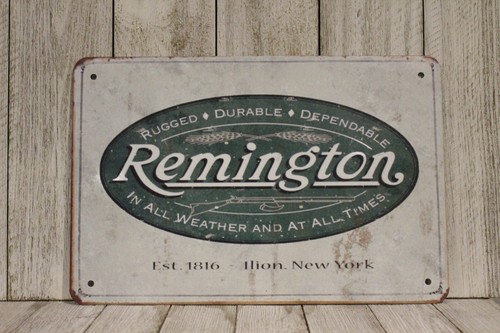 RUGGED ♦ DURABLE ♦ DEPENDABLE
Remington
IN ALL WEATHER AND AT ALL TIMES.
Est. 1816 - Ilion, New York